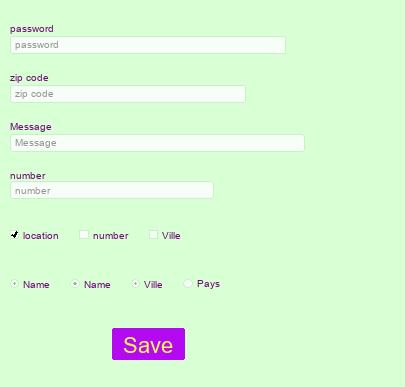 password
password
zip code
zip code
Message
Message
number
number
location number Ville
Name Name Ville Pays
Save